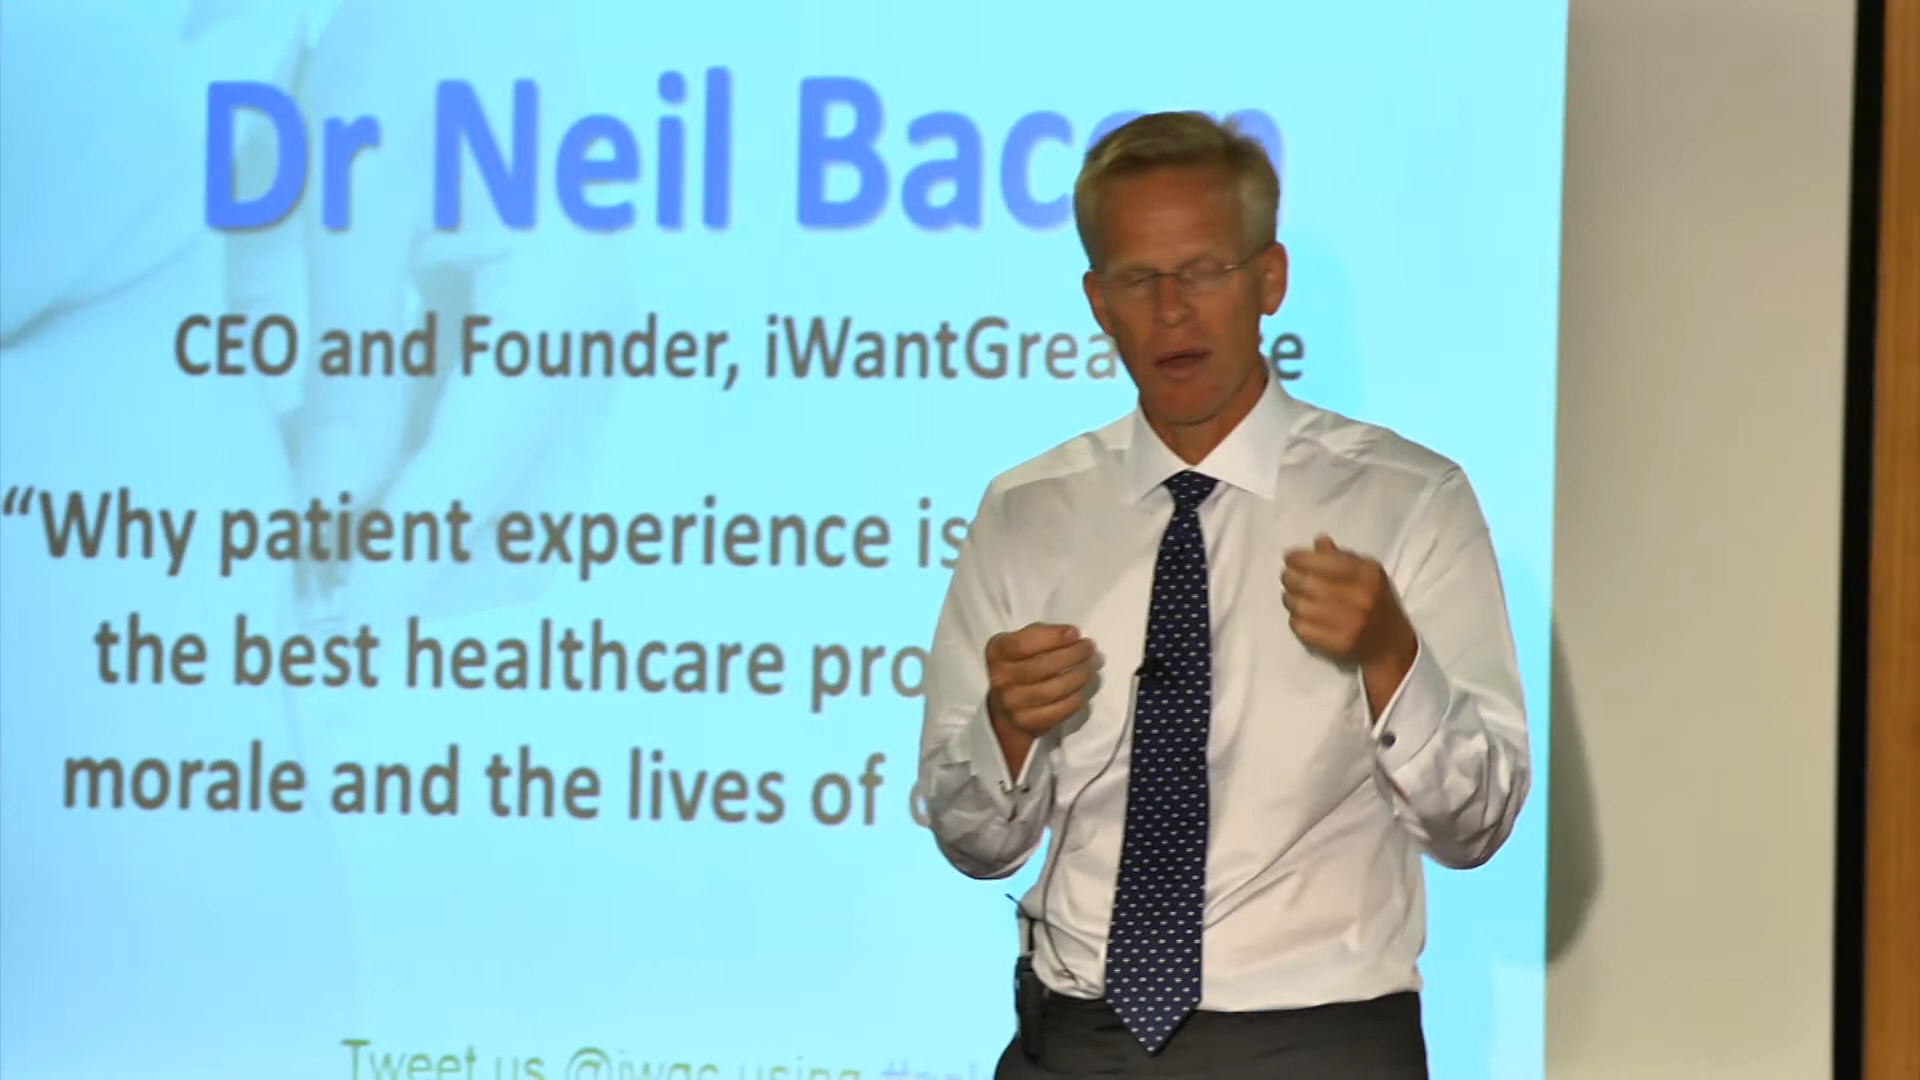 Dr Neil Bacon
CEO and Founder, iWantGrea e
“Why patient experience is
the best healthcare pro
morale and the lives of
Tweet us @iwgc using